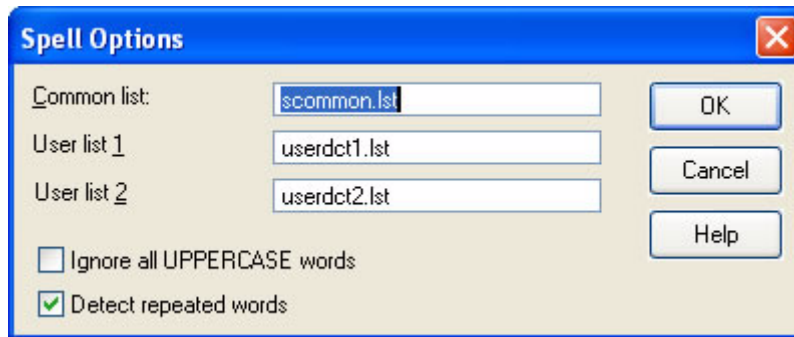 Spell Options
Common list: scommon.lst OK
User list 1 userdct1.lst
Cancel
User list 2 userdct2.lst
Help
Ignore all UPPERCASE words
Detect repeated words